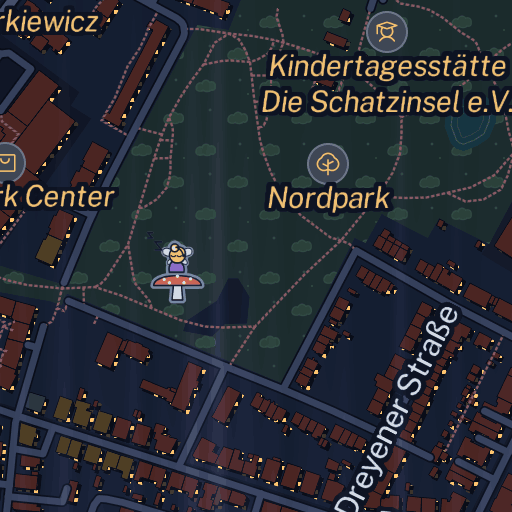 rkiewicz
Kindertagesstätte
Die Schatzinsel e.V.
rk Center
Nordpark
Dreyener Straße